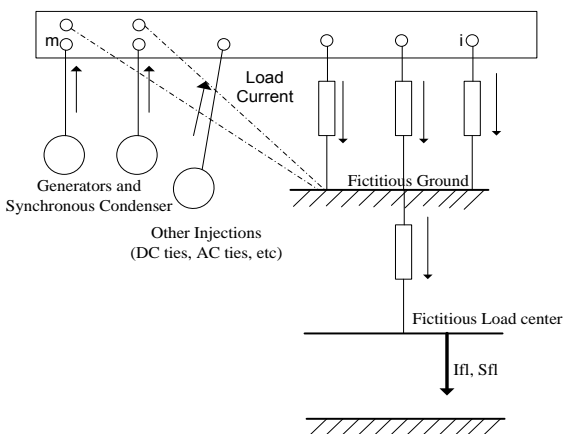 m
i
Load
Current
Generators and
Synchronous Condenser
Fictitious Ground
Other Injections
(DC ties, AC ties, etc)
Fictitious Load center
Ifl, Sfl